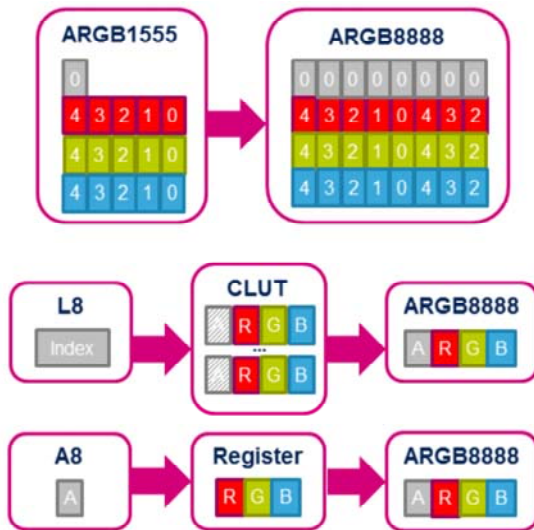 ARGB1555 ARGB8888
0 0 0 0 0 0 0 0 0
4 3 2 1 0 4 3 2 1 0 4 3 2
4 3 2 1 0 4 3 2 1 0 4 3 2
4 3 2 1 0 4 3 2 1 0 4 3 2
L8 CLUT ARGB8888
Index A R G B A R G B
...
A R G B
A8 Register ARGB8888
A R G B A R G B